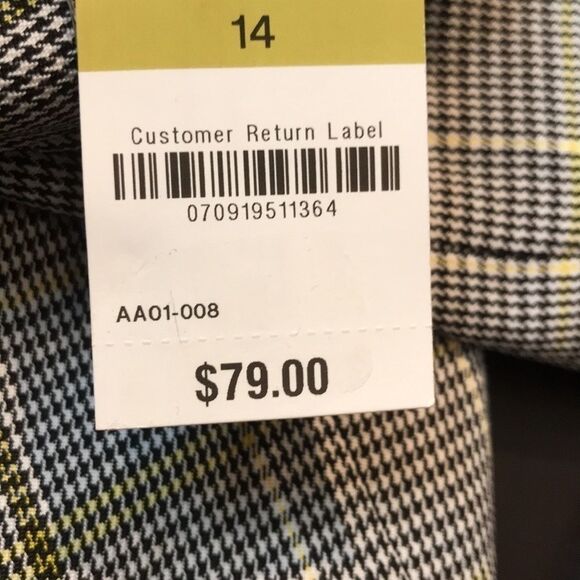 14
Customer Return Label
070919511364
AA01-008
$79.00